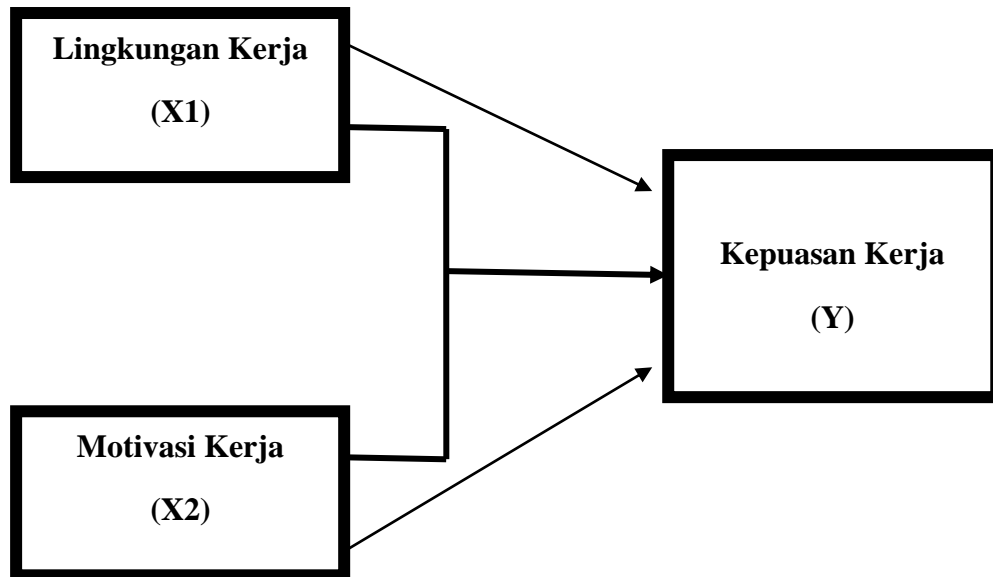 Lingkungan Kerja
(X1)
Kepuasan Kerja
(Y)
Motivasi Kerja
(X2)